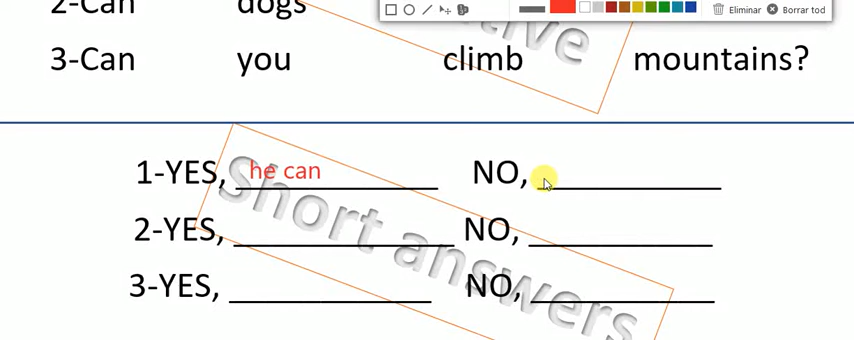 2-Can dogs
Eliminar Borrar tod
tive
3-Can you climb mountains?
1-YES, he can NO,
2-YES, NO,
3-YES, NO,
Short answers